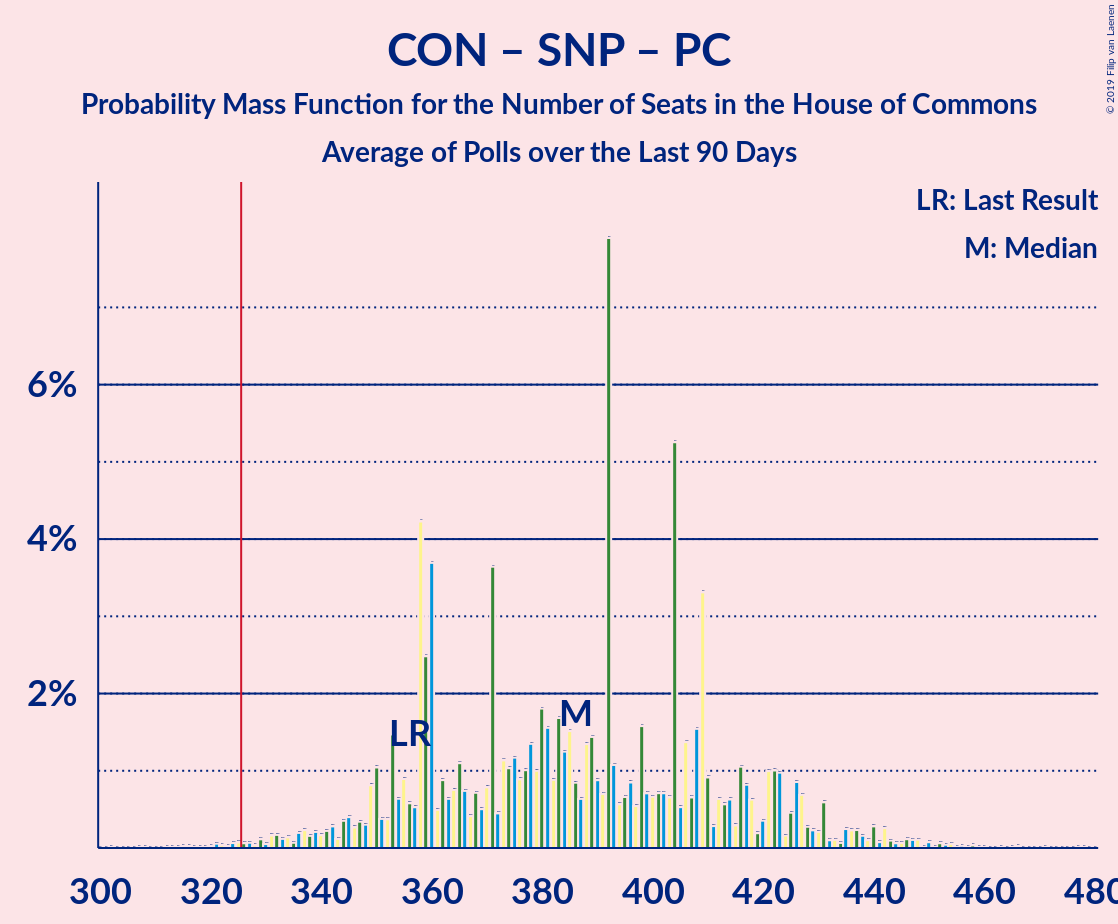 CON – SNP – PC
Probability Mass Function for the Number of Seats in the House of Commons
Average of Polls over the Last 90 Days
© 2019 Filip van Laenen
LR: Last Result
M: Median
6%
4%
2%
LR
M
300 320 340 360 380 400 420 440 460 480